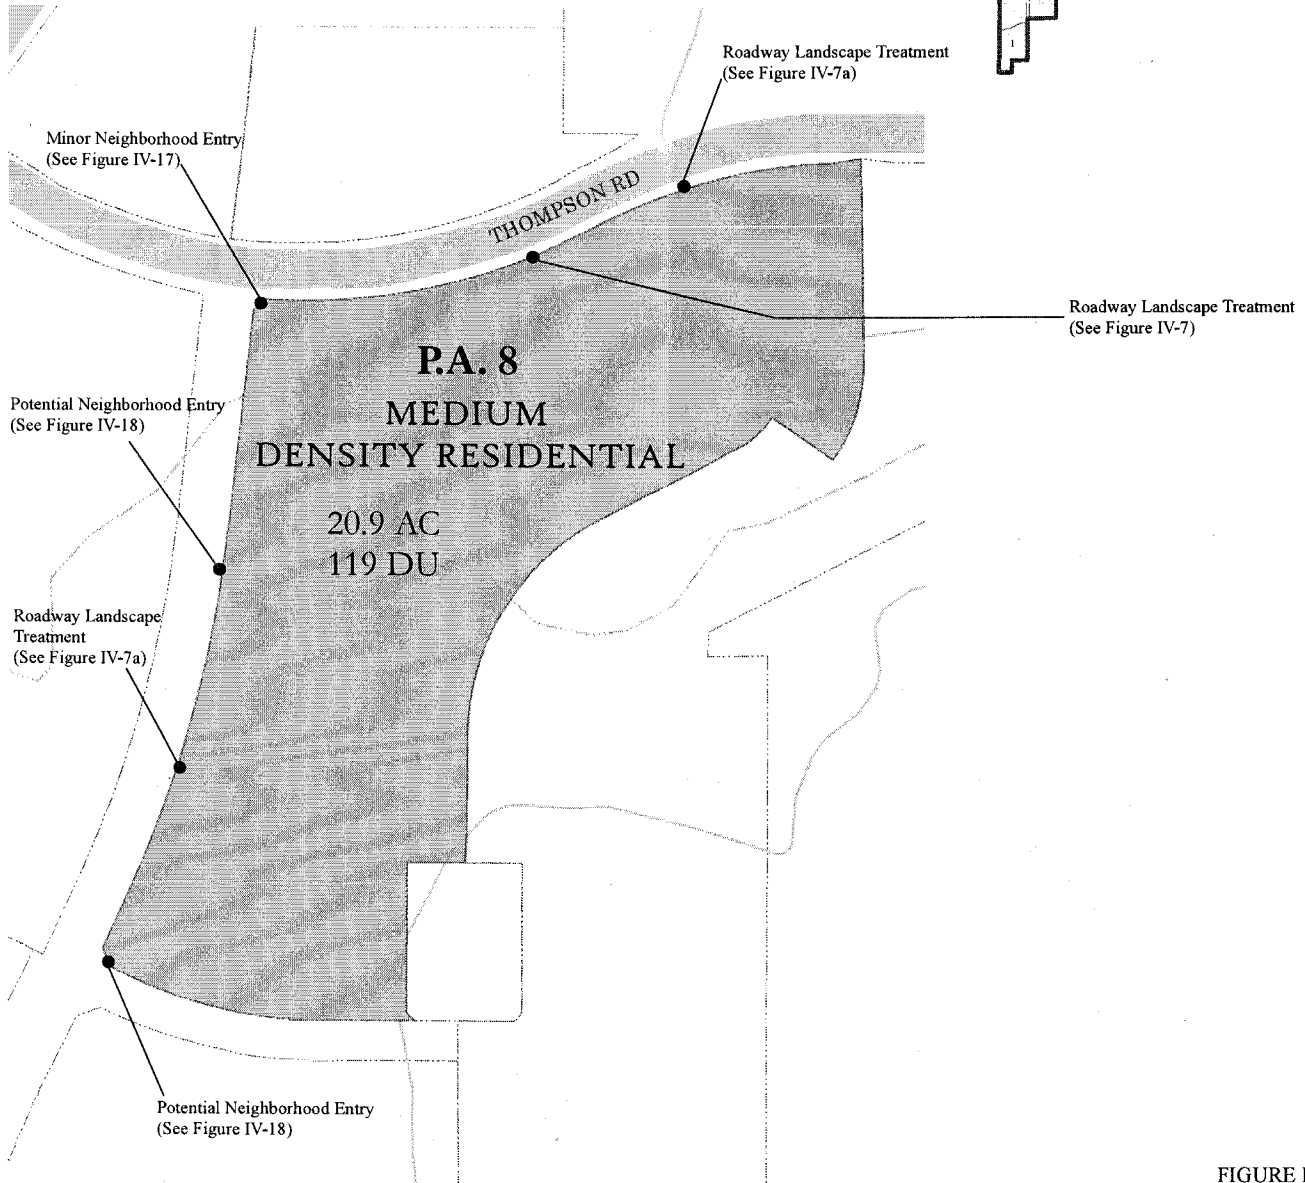 Roadway Landscape Treatment
(See Figure IV-7a)
1
Minor Neighborhood Entry
(See Figure IV-17)
THOMPSON RD
Roadway Landscape Treatment
(See Figure IV-7)
P.A. 8
MEDIUM
DENSITY RESIDENTIAL
20.9 AC
119 DU
Potential Neighborhood Entry
(See Figure IV-18)
Roadway Landscape
Treatment
(See Figure IV-7a)
Potential Neighborhood Entry
(See Figure IV-18)
FIGURE